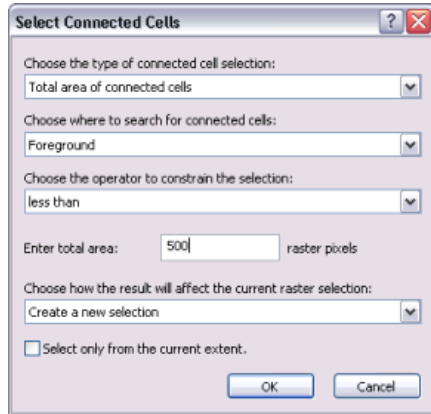 Select Connected Cells
Choose the type of connected cell selection:
Total area of connected cells
Choose where to search for connected cells:
Foreground
Choose the operator to constrain the selection:
less than
Enter total area: 500 raster pixels
Choose how the result will affect the current raster selection:
Create a new selection
Select only from the current extent.
OK Cancel